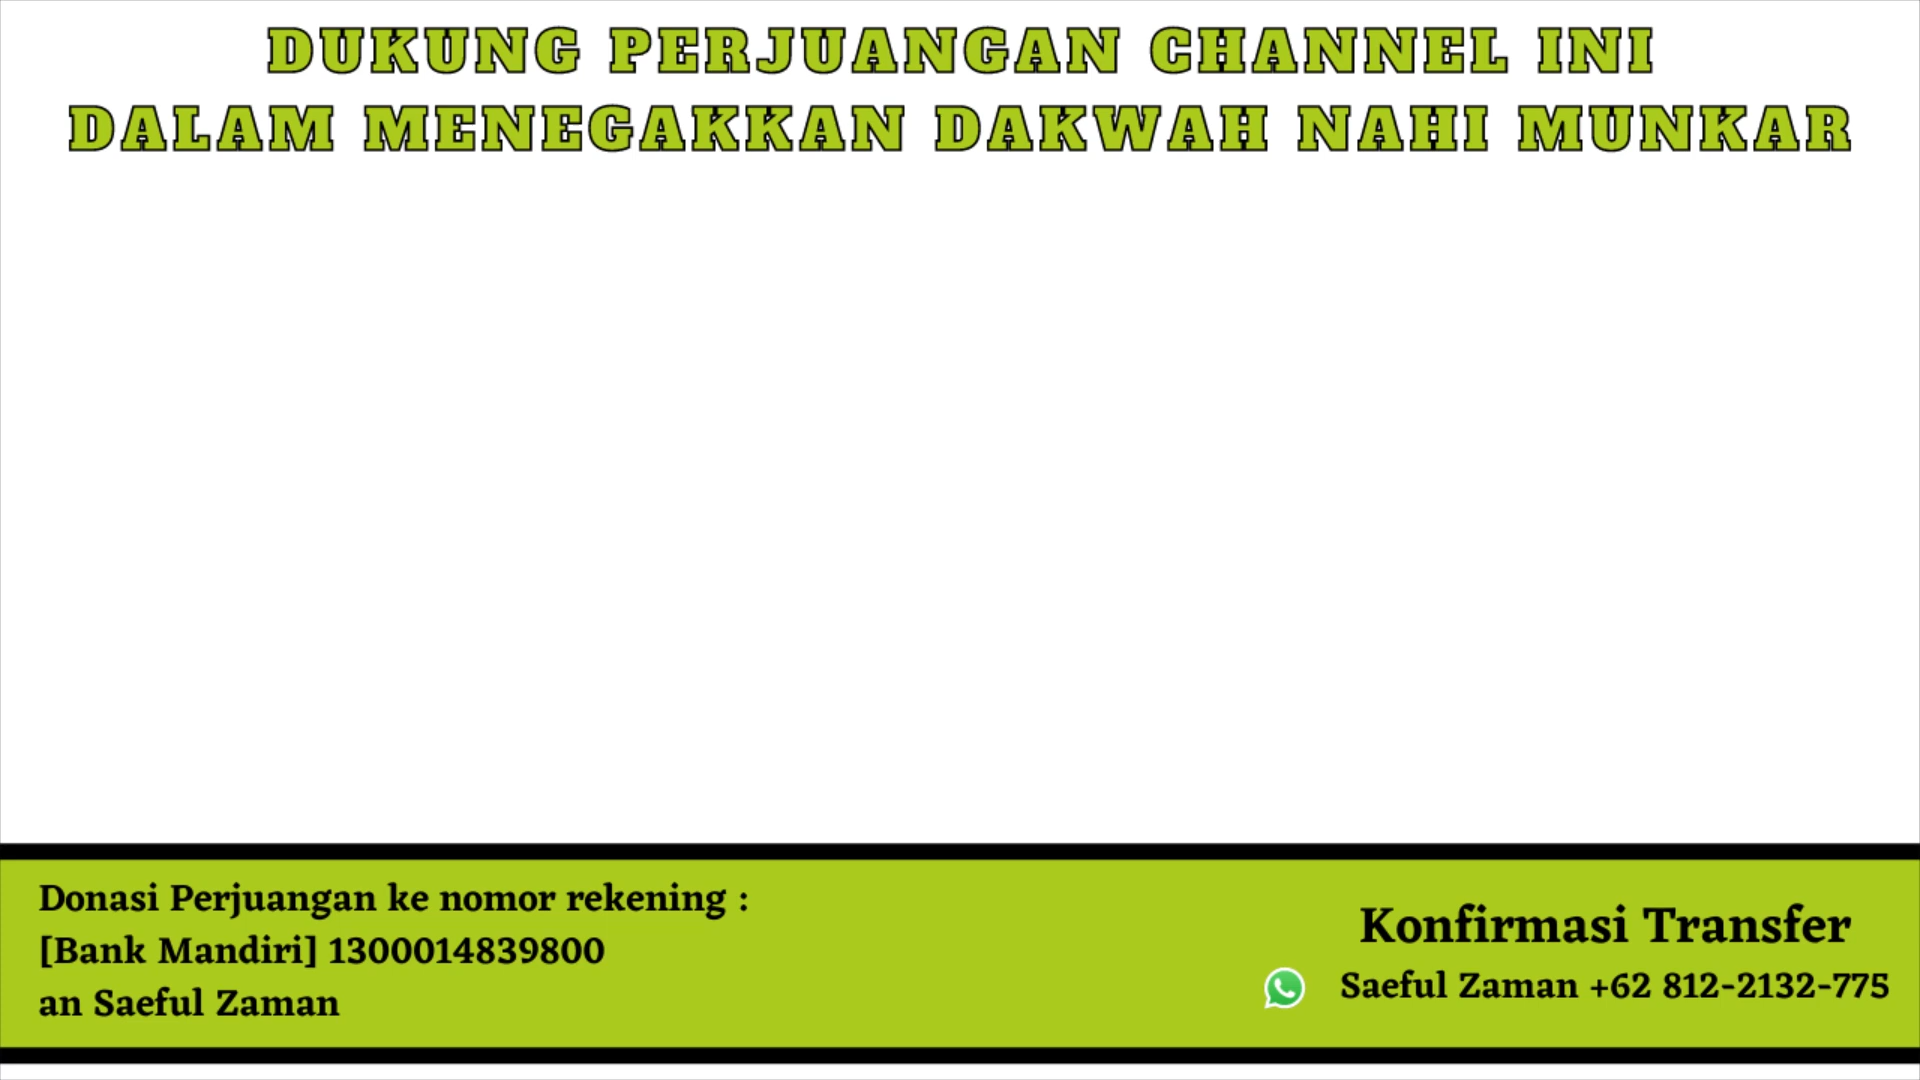 DUKUNG PERJUANGAN CHANNEL INI
DALAM MENEGAKKAN DAKWAH NAHI MUNKAR
Donasi Perjuangan ke nomor rekening :
[Bank Mandiri] 1300014839800
an Saeful Zaman
Konfirmasi Transfer
Saeful Zaman +62 812-2132-775